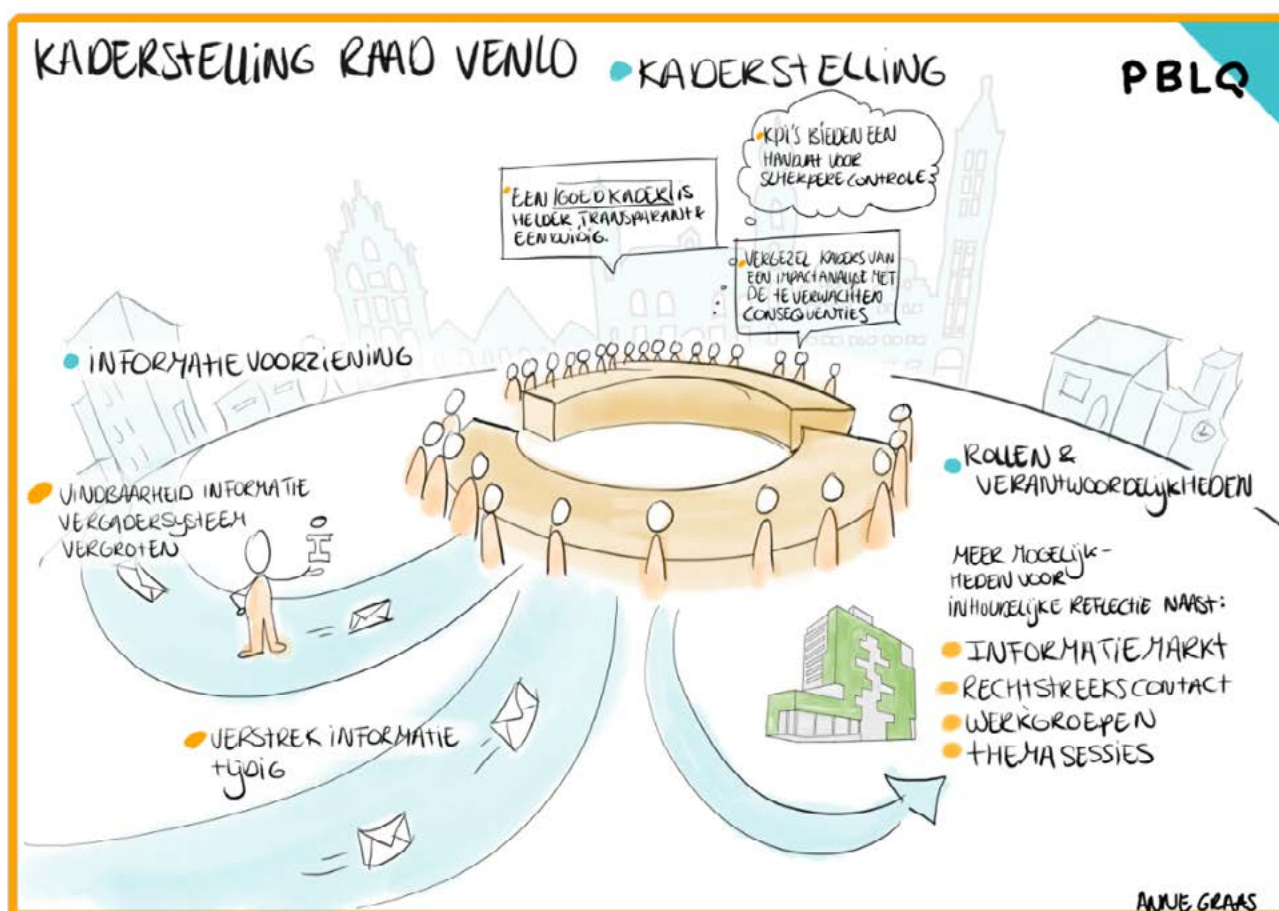 KADERSTELLING RAAD VENLO
KADERSTELLING
PBLQ
KPI'S BIEDEN EEN
HANDVAT VOOR
SCHERPERE CONTROLE
EEN GOED KADER IS
HELDER, TRANSPARANT &
EENDUIDIG.
VERGEZEL KADERS VAN
EEN IMPACTANALYSE MET
DE TE VERWACHTEN
CONSEQUENTIES
INFORMATIEVOORZIENING
VINDBAARHEID INFORMATIE
VERGADERSYSTEEM
VERGROTEN
i
VERSTREK INFORMATIE
tijdig
ROLLEN &
VERANTWOORDELIJKHEDEN
MEER MOGELIJK-
HEDEN VOOR
INHOUDELIJKE REFLECTIE NAAST:
INFORMATIEMARKT
RECHTSTREEKS CONTACT
WERKGROEPEN
THEMASESSIES
ANNE GRAAS